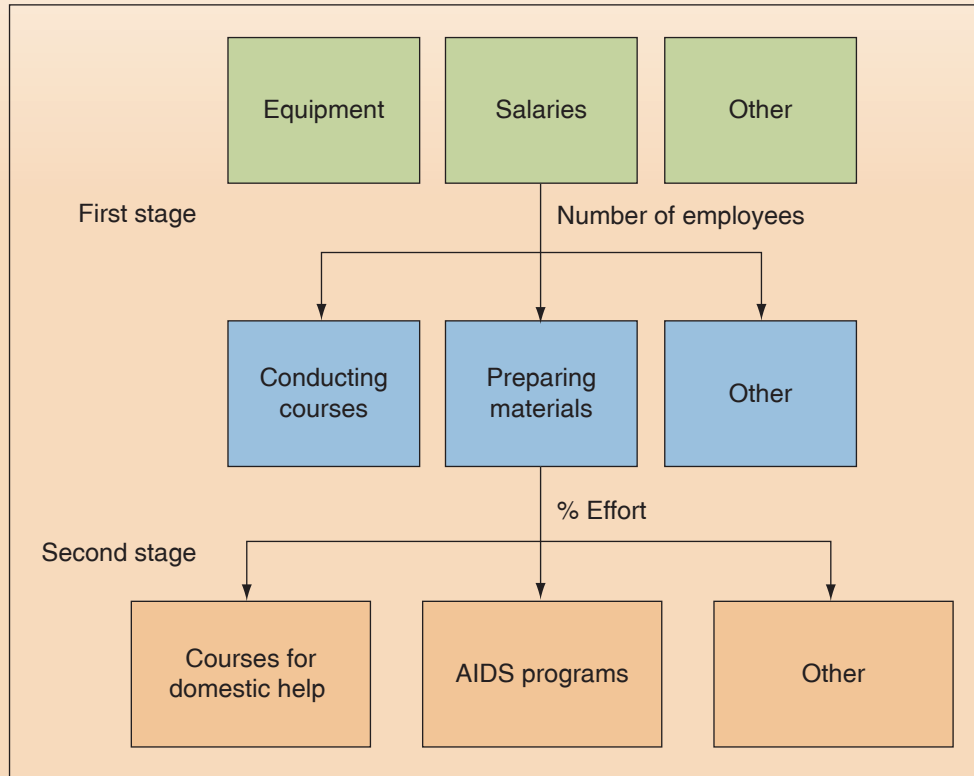 Equipment
Salaries
Other
First stage
Number of employees
Conducting
courses
Preparing
materials
Other
% Effort
Second stage
Courses for
domestic help
AIDS programs
Other